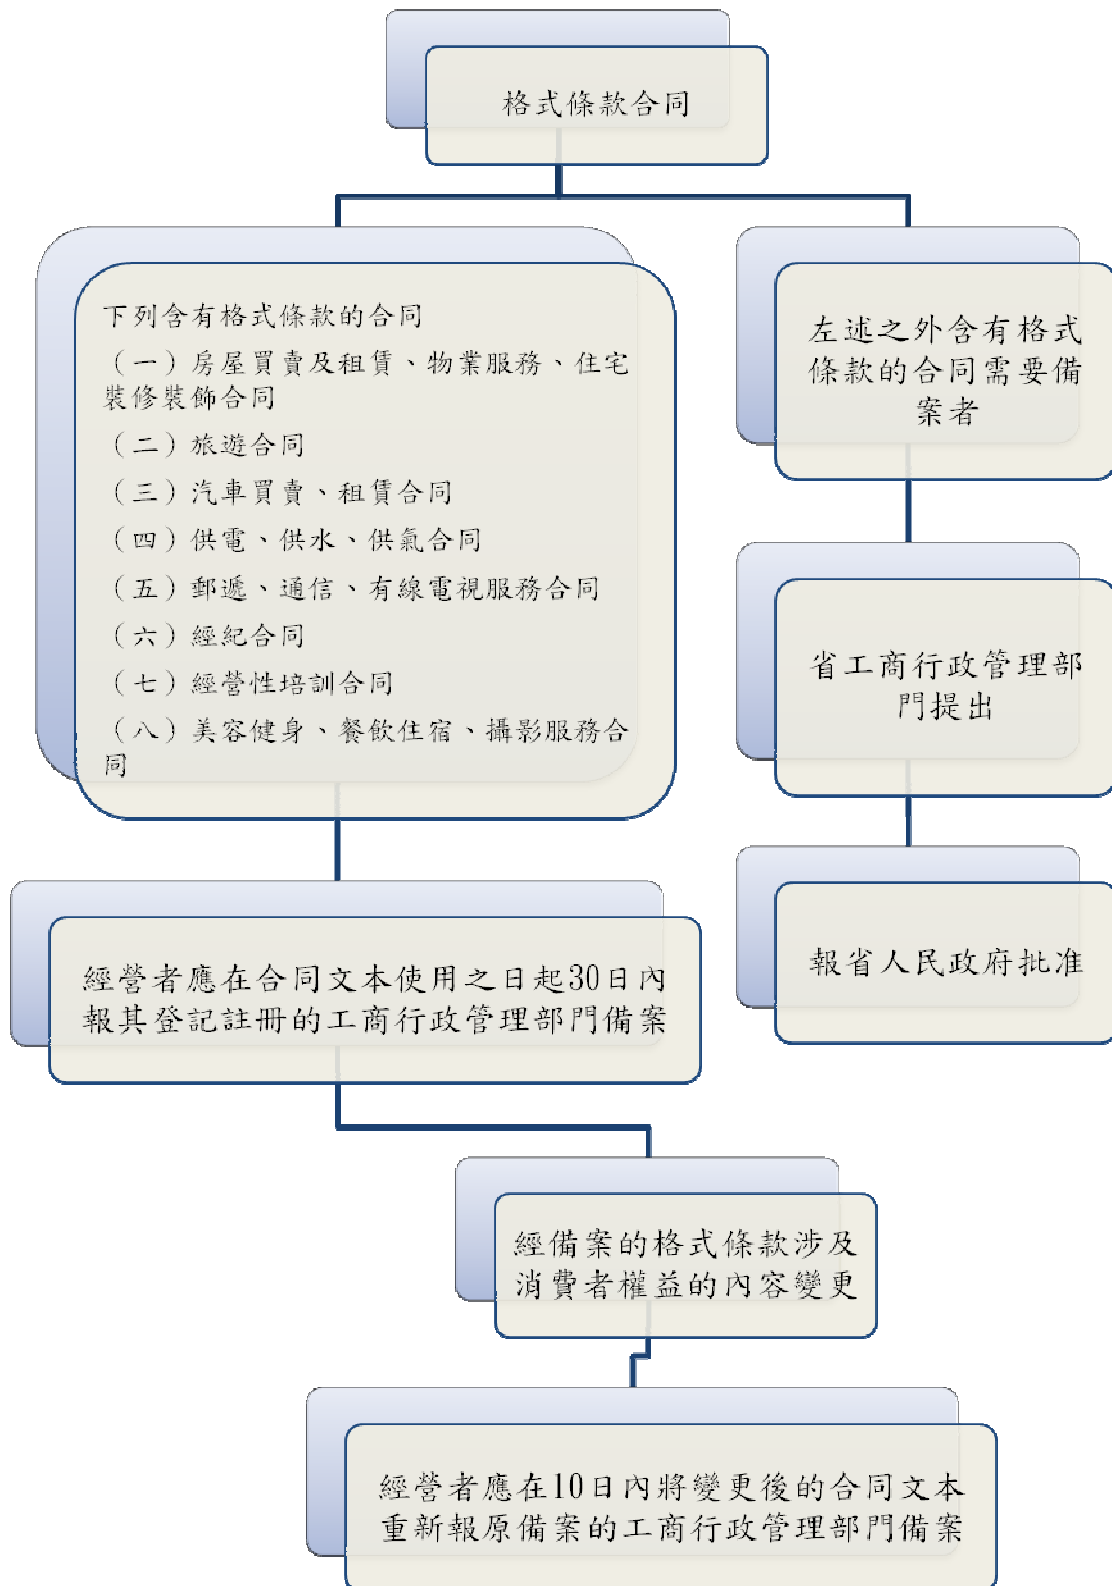 格式條款合同
下列含有格式條款的合同
（一）房屋買賣及租賃、物業服務、住宅
裝修裝飾合同
（二）旅遊合同
（三）汽車買賣、租賃合同
（四）供電、供水、供氣合同
（五）郵遞、通信、有線電視服務合同
（六）經紀合同
（七）經營性培訓合同
（八）美容健身、餐飲住宿、攝影服務合
同
左述之外含有格式
條款的合同需要備
案者
省工商行政管理部
門提出
報省人民政府批准
經營者應在合同文本使用之日起30日內
報其登記註冊的工商行政管理部門備案
經備案的格式條款涉及
消費者權益的內容變更
經營者應在10日內將變更後的合同文本
重新報原備案的工商行政管理部門備案